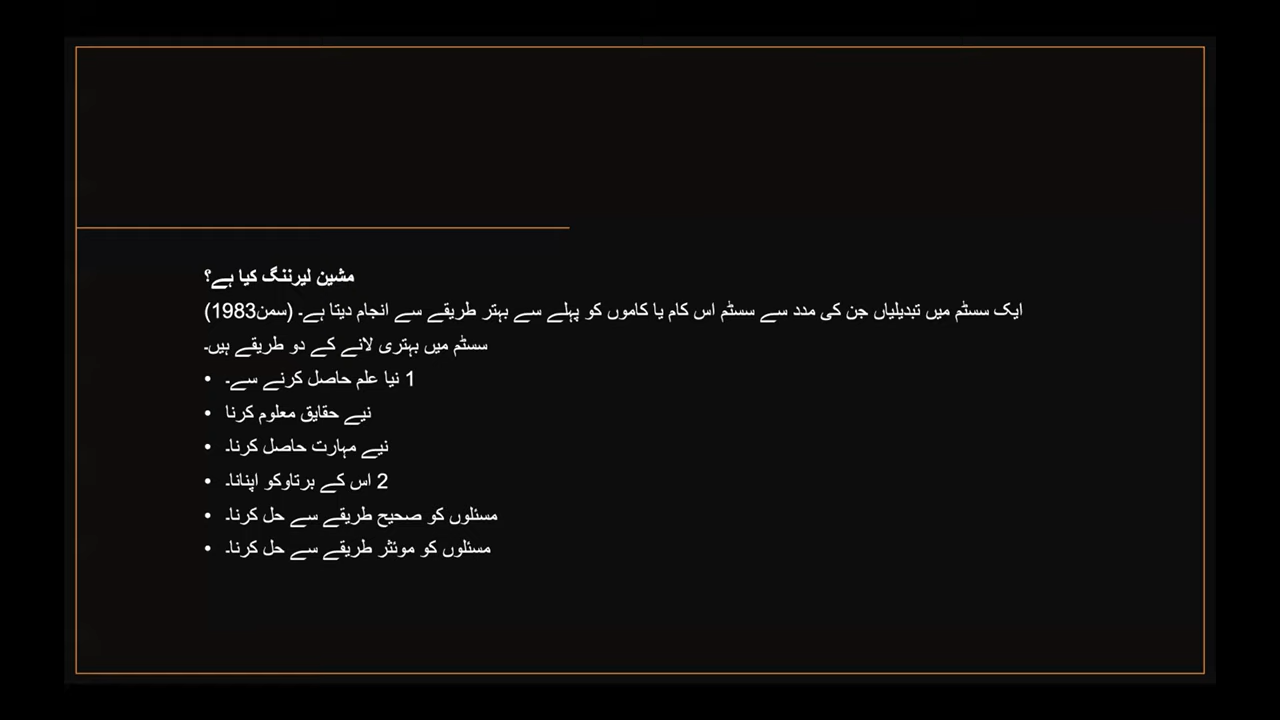 مشین لیرننگ کیا ہے؟
ایک سسٹم میں تبدیلیاں جن کی مدد سے سسٹم اس کام یا کاموں کو پہلے سے بہتر طریقے سے انجام دیتا ہے۔ (سمن1983)
سسٹم میں بہتری لانے کے دو طریقے ہیں۔
• 1 نیا علم حاصل کرنے سے۔
• نیے حقایق معلوم کرنا
• نیے مہارت حاصل کرنا۔
• 2 اس کے برتاوکو اپنانا۔
• مسئلوں کو صحیح طریقے سے حل کرنا۔
• مسئلوں کو موئثر طریقے سے حل کرنا۔